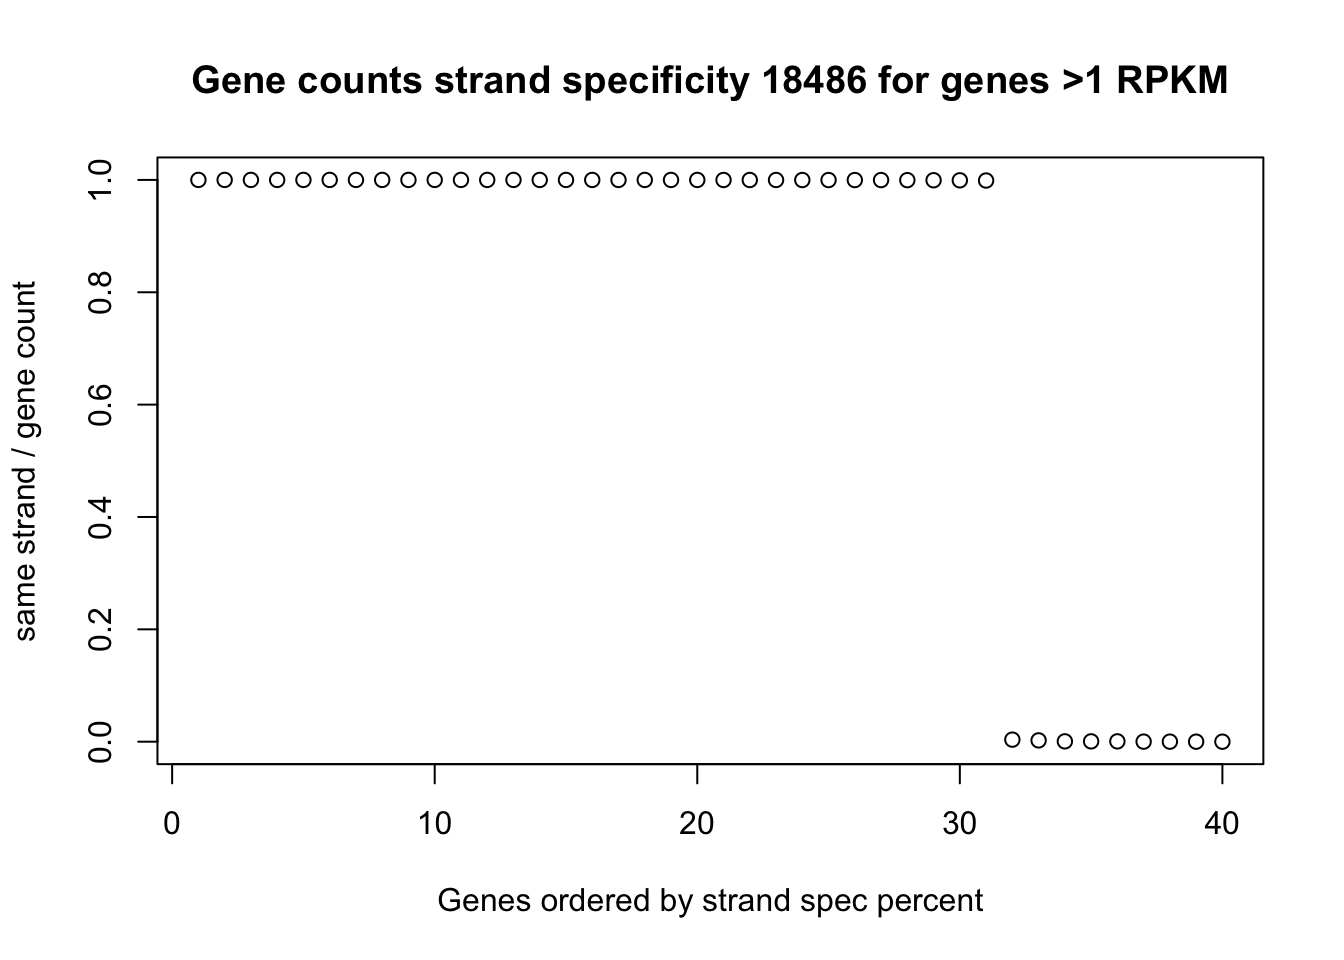 Gene counts strand specificity 18486 for genes >1 RPKM
same strand / gene count
1.0
0.8
0.6
0.4
0.2
0.0
0 10 20 30 40
Genes ordered by strand spec percent